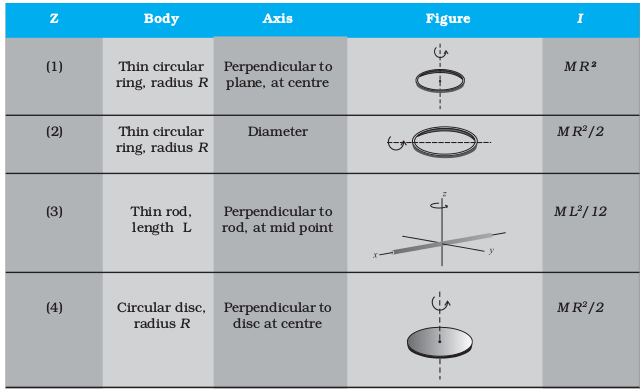 Z Body Axis Figure I
(1) Thin circular Perpendicular to MR²
ring, radius R plane, at centre
(2) Thin circular Diameter MR²/2
ring, radius R
z
(3) Thin rod, Perpendicular to ML²/12
length L rod, at mid point
x y
(4) Circular disc, Perpendicular to MR²/2
radius R disc at centre